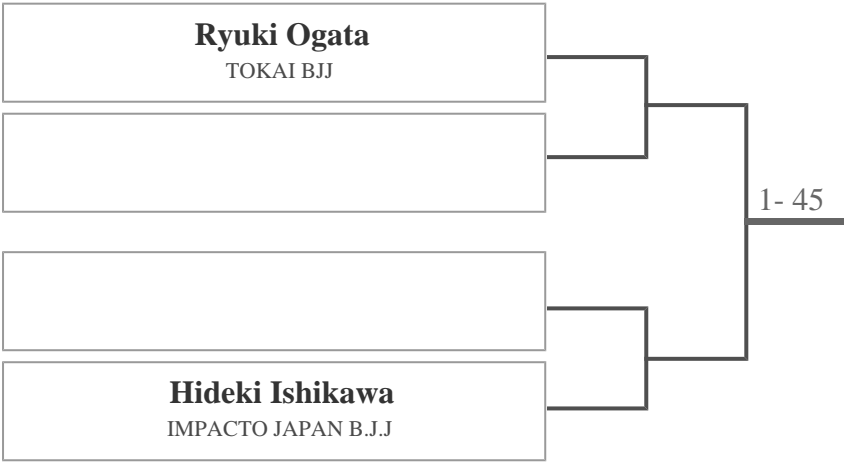 Ryuki Ogata
TOKAI BJJ
1- 45
Hideki Ishikawa
IMPACTO JAPAN B.J.J